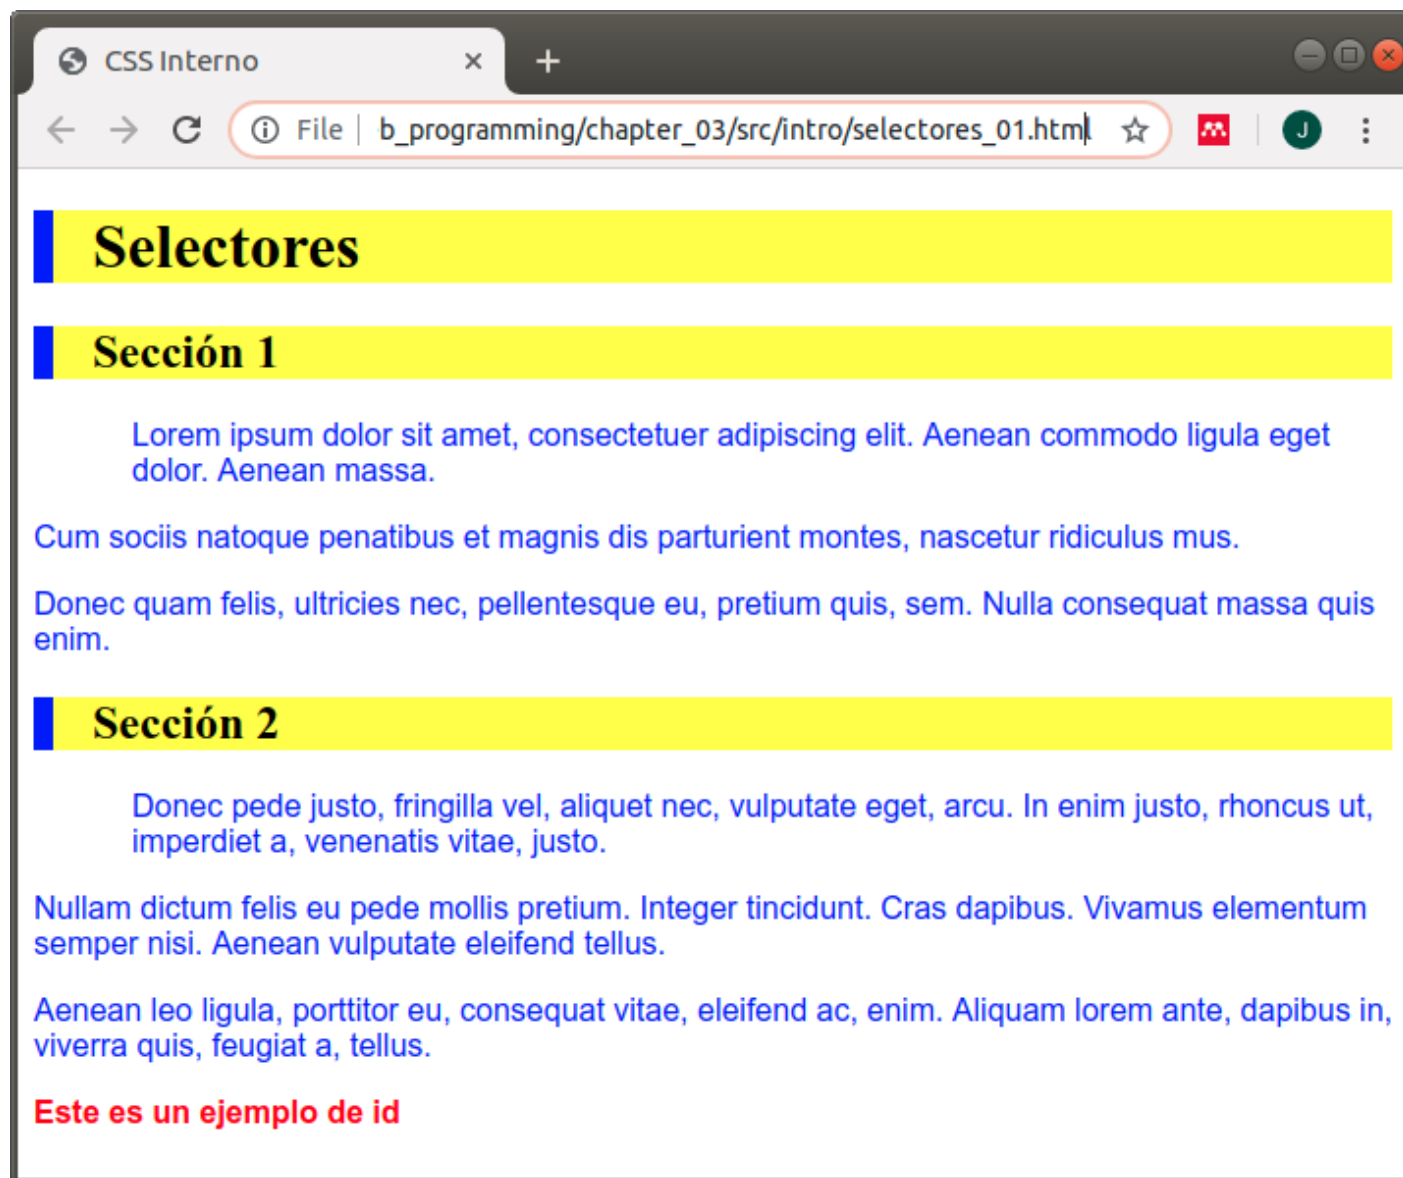 CSS Interno
File b_programming/chapter_03/src/intro/selectores_01.html
J
Selectores
Sección 1
Lorem ipsum dolor sit amet, consectetuer adipiscing elit. Aenean commodo ligula eget
dolor. Aenean massa.
Cum sociis natoque penatibus et magnis dis parturient montes, nascetur ridiculus mus.
Donec quam felis, ultricies nec, pellentesque eu, pretium quis, sem. Nulla consequat massa quis
enim.
Sección 2
Donec pede justo, fringilla vel, aliquet nec, vulputate eget, arcu. In enim justo, rhoncus ut,
imperdiet a, venenatis vitae, justo.
Nullam dictum felis eu pede mollis pretium. Integer tincidunt. Cras dapibus. Vivamus elementum
semper nisi. Aenean vulputate eleifend tellus.
Aenean leo ligula, porttitor eu, consequat vitae, eleifend ac, enim. Aliquam lorem ante, dapibus in,
viverra quis, feugiat a, tellus.
Este es un ejemplo de id